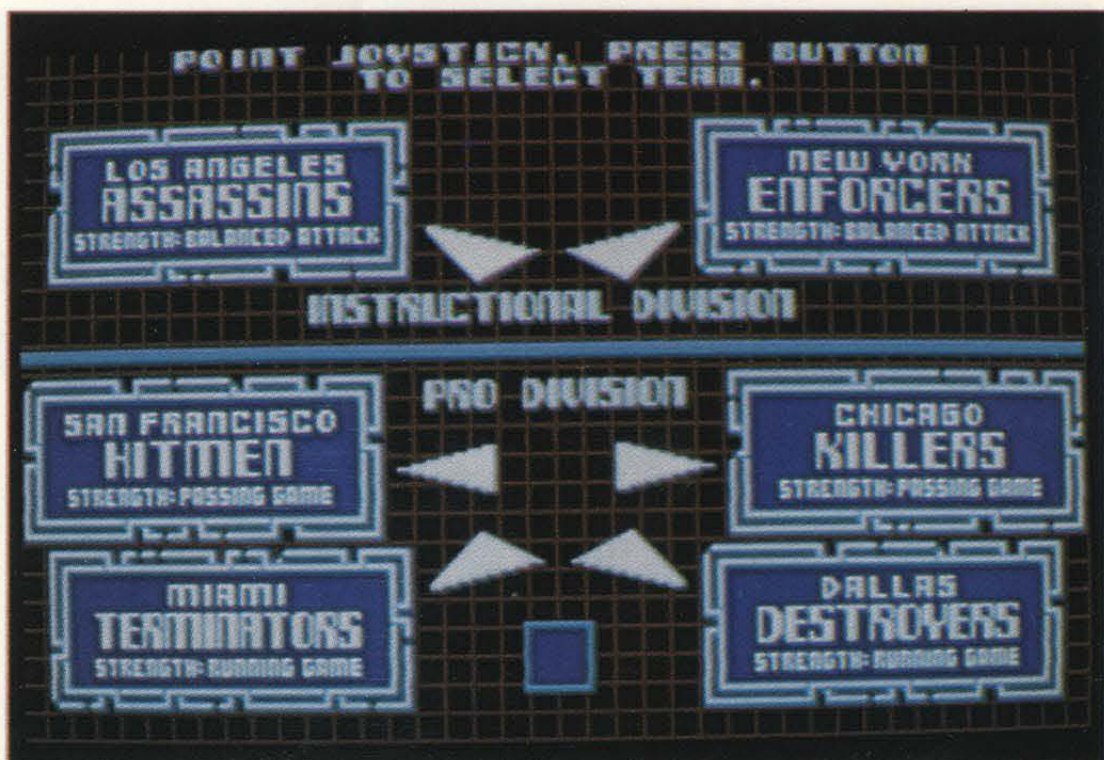 POINT JOYSTICK, PRESS BUTTON
TO SELECT TEAM.
LOS ANGELES
ASSASSINS
STRENGTH: BALANCED ATTACK
NEW YORK
ENFORCERS
STRENGTH: BALANCED ATTACK
INSTRUCTIONAL DIVISION
PRO DIVISION
SAN FRANCISCO
HITMEN
STRENGTH: PASSING GAME
CHICAGO
KILLERS
STRENGTH: PASSING GAME
MIAMI
TERMINATORS
STRENGTH: RUNNING GAME
DALLAS
DESTROYERS
STRENGTH: RUNNING GAME